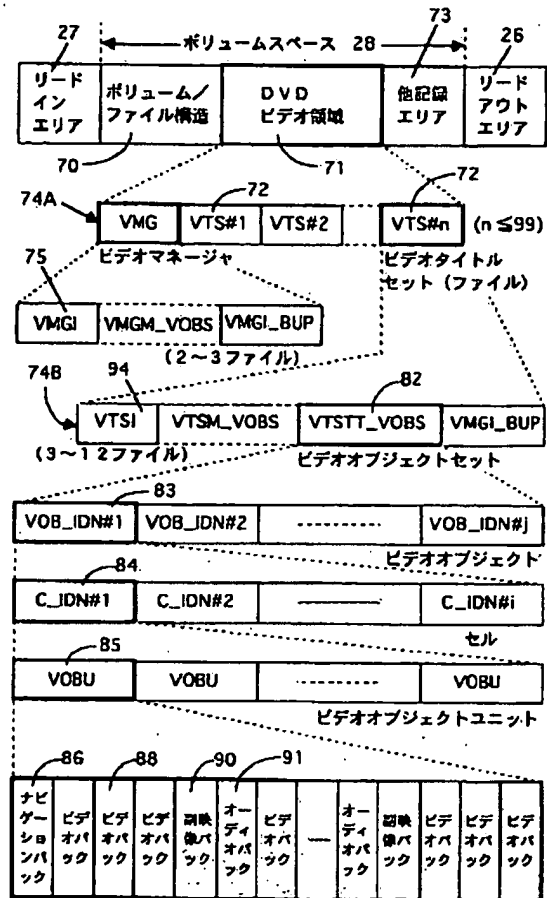 27
ボリュームスペース 28
73
26
リード
イン
エリア
ボリューム/
ファイル構造
DVD
ビデオ領域
他記録
エリア
リード
アウト
エリア
70
71
74A
72
72
VMG
VTS#1
VTS#2
VTS#n
(n≦99)
ビデオマネージャ
ビデオタイトル
セット(ファイル)
75
VMGI
VMGM_VOBS
VMGI_BUP
(2〜3ファイル)
74B
94
82
VTSI
VTSM_VOBS
VTSTT_VOBS
VMGI_BUP
(3〜12ファイル)
ビデオオブジェクトセット
83
VOB_IDN#1
VOB_IDN#2
VOB_IDN#j
ビデオオブジェクト
84
C_IDN#1
C_IDN#2
C_IDN#i
セル
85
VOBU
VOBU
VOBU
ビデオオブジェクトユニット
86
88
90
91
ナビゲーションパック
ビデオパック
ビデオパック
ビデオパック
副映像パック
オーディオパック
ビデオパック
オーディオパック
副映像パック
ビデオパック
ビデオパック
ビデオパック